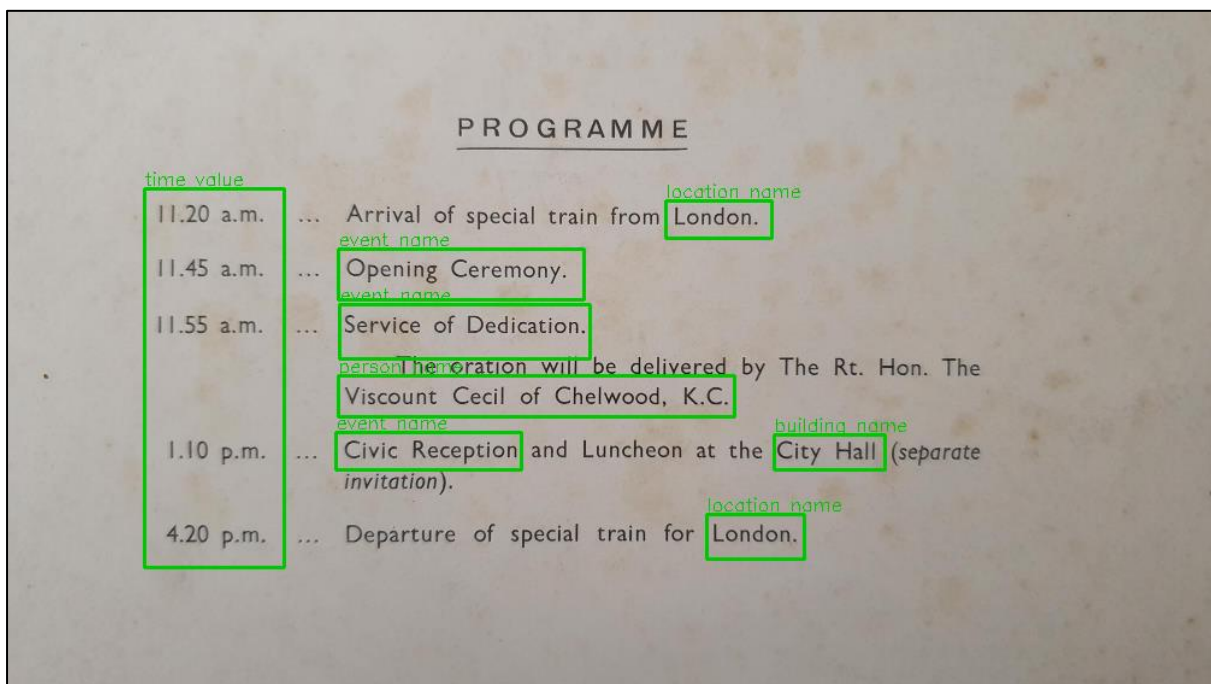 PROGRAMME
time value
location name
11.20 a.m. ... Arrival of special train from London.
event name
11.45 a.m. ... Opening Ceremony.
event name
11.55 a.m. ... Service of Dedication.
The oration will be delivered by The Rt. Hon. The
person name
Viscount Cecil of Chelwood, K.C.
event name building name
1.10 p.m. ... Civic Reception and Luncheon at the City Hall (separate
invitation).
location name
4.20 p.m. ... Departure of special train for London.